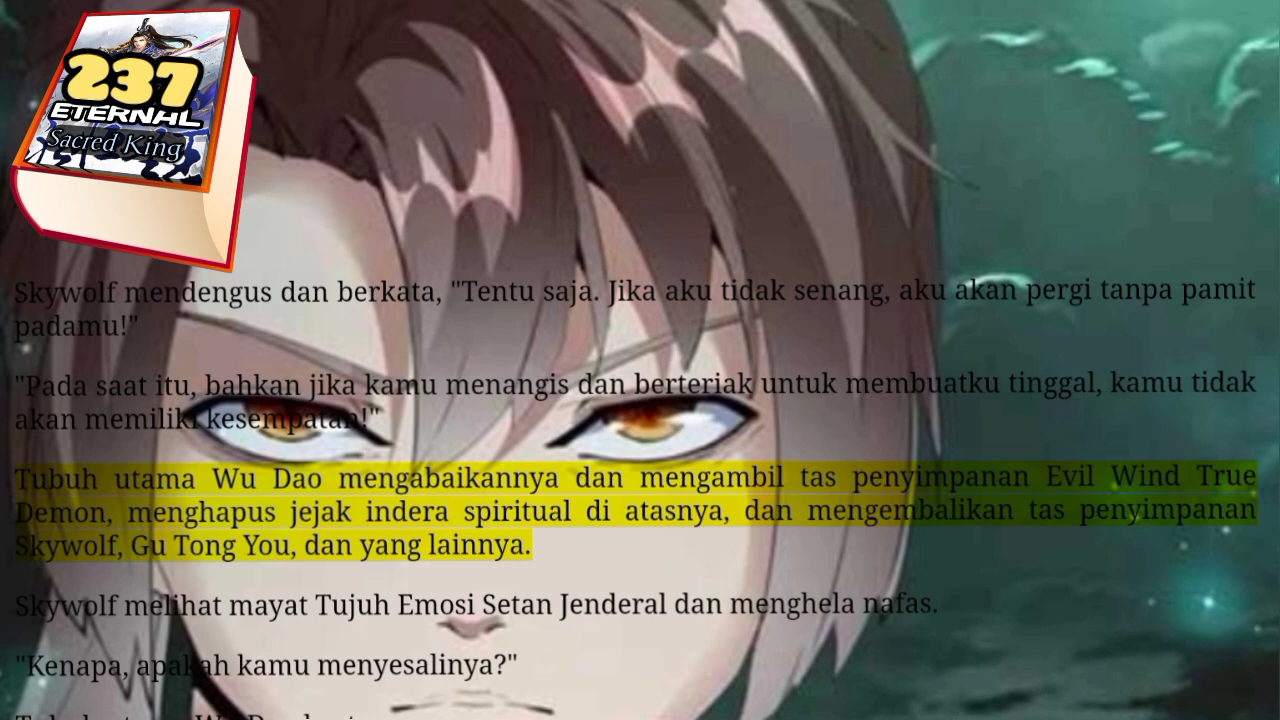 237
ETERNAL
Sacred King
Skywolf mendengus dan berkata, "Tentu saja. Jika aku tidak senang, aku akan pergi tanpa pamit
padamu!"
"Pada saat itu, bahkan jika kamu menangis dan berteriak untuk membuatku tinggal, kamu tidak
akan memiliki kesempatan!"
Tubuh utama Wu Dao mengabaikannya dan mengambil tas penyimpanan Evil Wind True
Demon, menghapus jejak indera spiritual di atasnya, dan mengembalikan tas penyimpanan
Skywolf, Gu Tong You, dan yang lainnya.
Skywolf melihat mayat Tujuh Emosi Setan Jenderal dan menghela nafas.
"Kenapa, apakah kamu menyesalinya?"